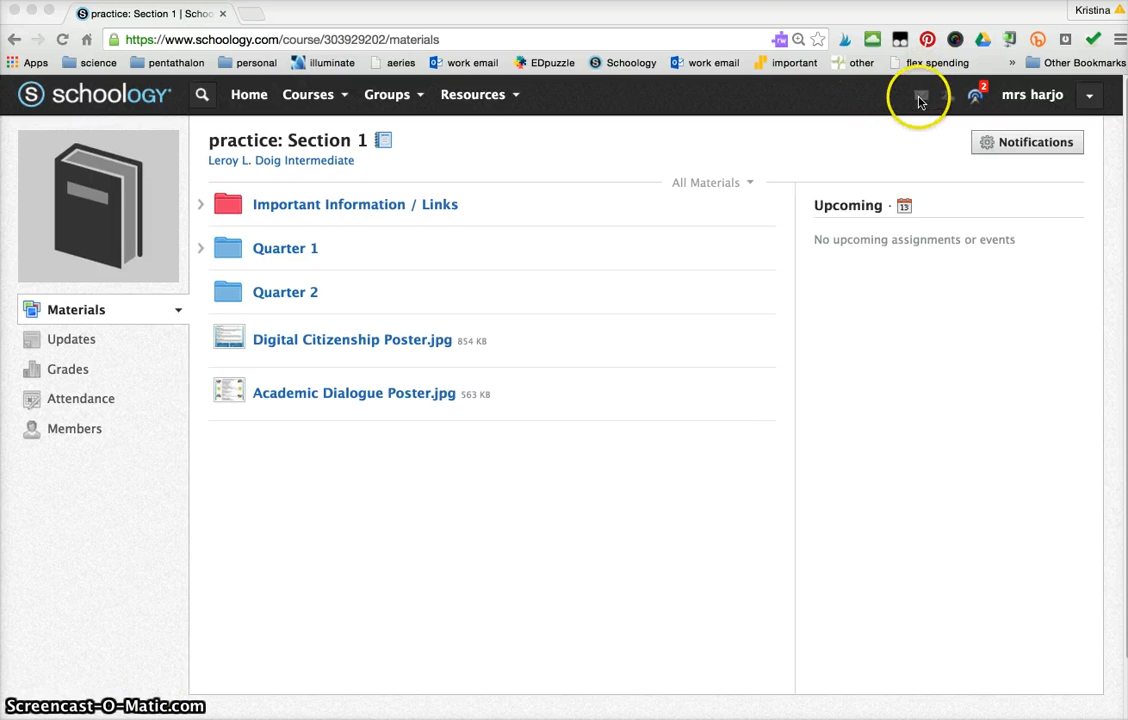 practice: Section 1 | Schoo
Kristina
https://www.schoology.com/course/303929202/materials
Apps science pentathalon personal illuminate aeries work email EDpuzzle Schoology work email important other flex spending » Other Bookmarks
S schoology Home Courses Groups Resources 2 mrs harjo
practice: Section 1
Notifications
Leroy L. Doig Intermediate
All Materials
Important Information / Links
Upcoming · 13
No upcoming assignments or events
Quarter 1
Quarter 2
Materials
Updates
Digital Citizenship Poster.jpg 854 KB
Grades
Academic Dialogue Poster.jpg 563 KB
Attendance
Members
Screencast-O-Matic.com